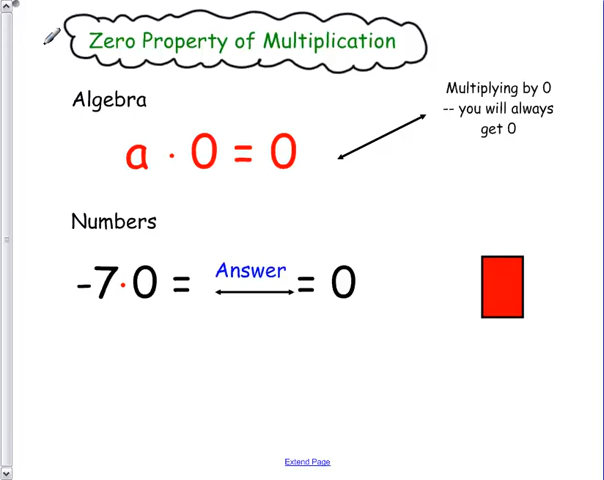 Zero Property of Multiplication
Algebra
Multiplying by 0
-- you will always
get 0
a · 0 = 0
Numbers
-7·0 = Answer = 0
Extend Page